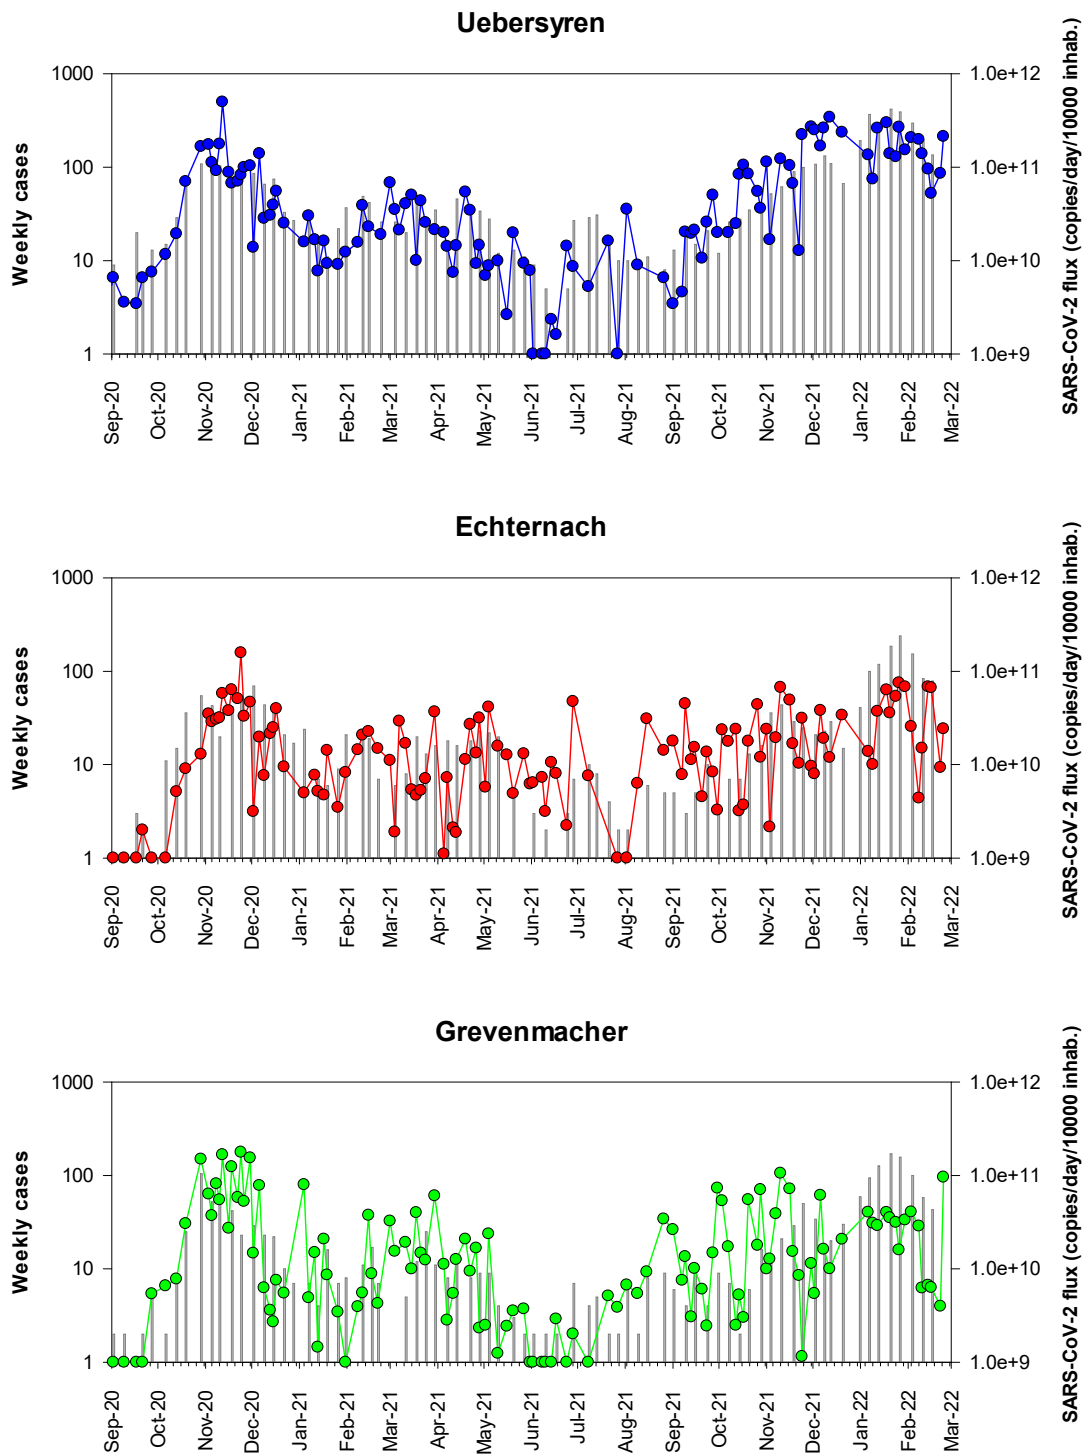 Uebersyren
Weekly cases
1000
100
10
1
1.0e+12
1.0e+11
1.0e+10
1.0e+9
SARS-CoV-2 flux (copies/day/10000 inhab.)
Sep-20
Oct-20
Nov-20
Dec-20
Jan-21
Feb-21
Mar-21
Apr-21
May-21
Jun-21
Jul-21
Aug-21
Sep-21
Oct-21
Nov-21
Dec-21
Jan-22
Feb-22
Mar-22
Echternach
Weekly cases
1000
100
10
1
1.0e+12
1.0e+11
1.0e+10
1.0e+9
SARS-CoV-2 flux (copies/day/10000 inhab.)
Sep-20
Oct-20
Nov-20
Dec-20
Jan-21
Feb-21
Mar-21
Apr-21
May-21
Jun-21
Jul-21
Aug-21
Sep-21
Oct-21
Nov-21
Dec-21
Jan-22
Feb-22
Mar-22
Grevenmacher
Weekly cases
1000
100
10
1
1.0e+12
1.0e+11
1.0e+10
1.0e+9
SARS-CoV-2 flux (copies/day/10000 inhab.)
Sep-20
Oct-20
Nov-20
Dec-20
Jan-21
Feb-21
Mar-21
Apr-21
May-21
Jun-21
Jul-21
Aug-21
Sep-21
Oct-21
Nov-21
Dec-21
Jan-22
Feb-22
Mar-22